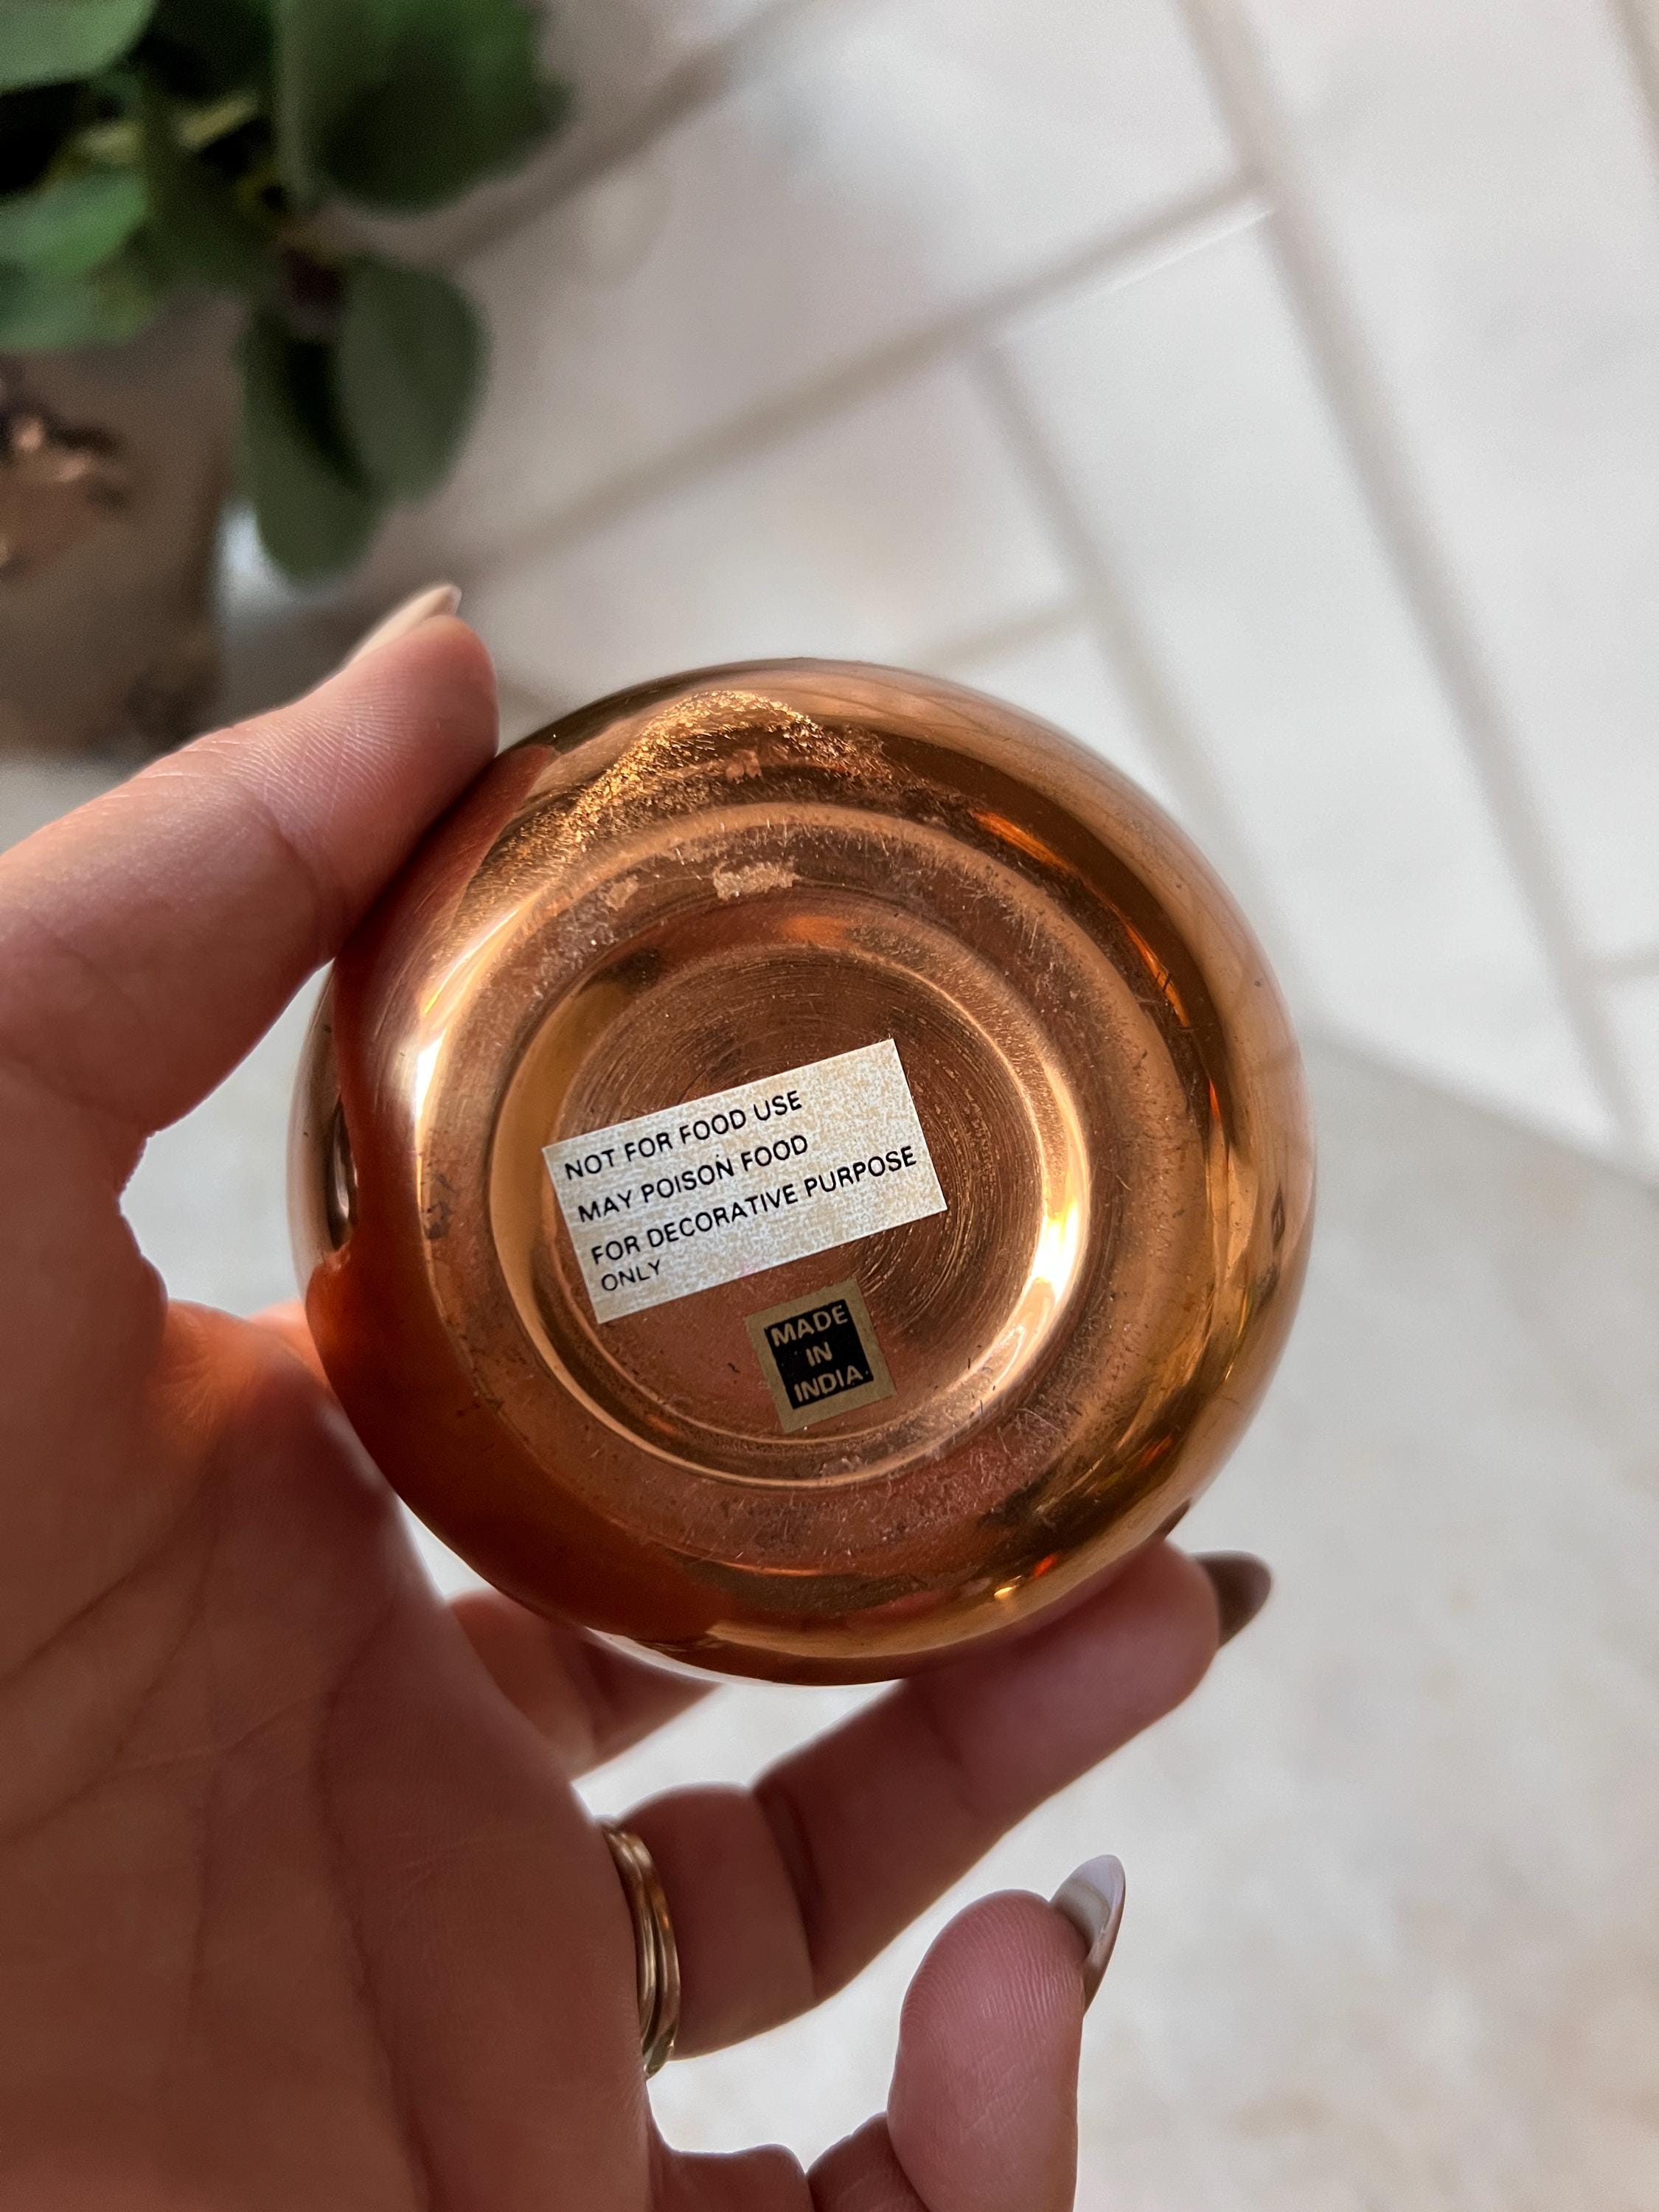 NOT FOR FOOD USE
MAY POISON FOOD
FOR DECORATIVE PURPOSE
ONLY
MADE
IN
INDIA